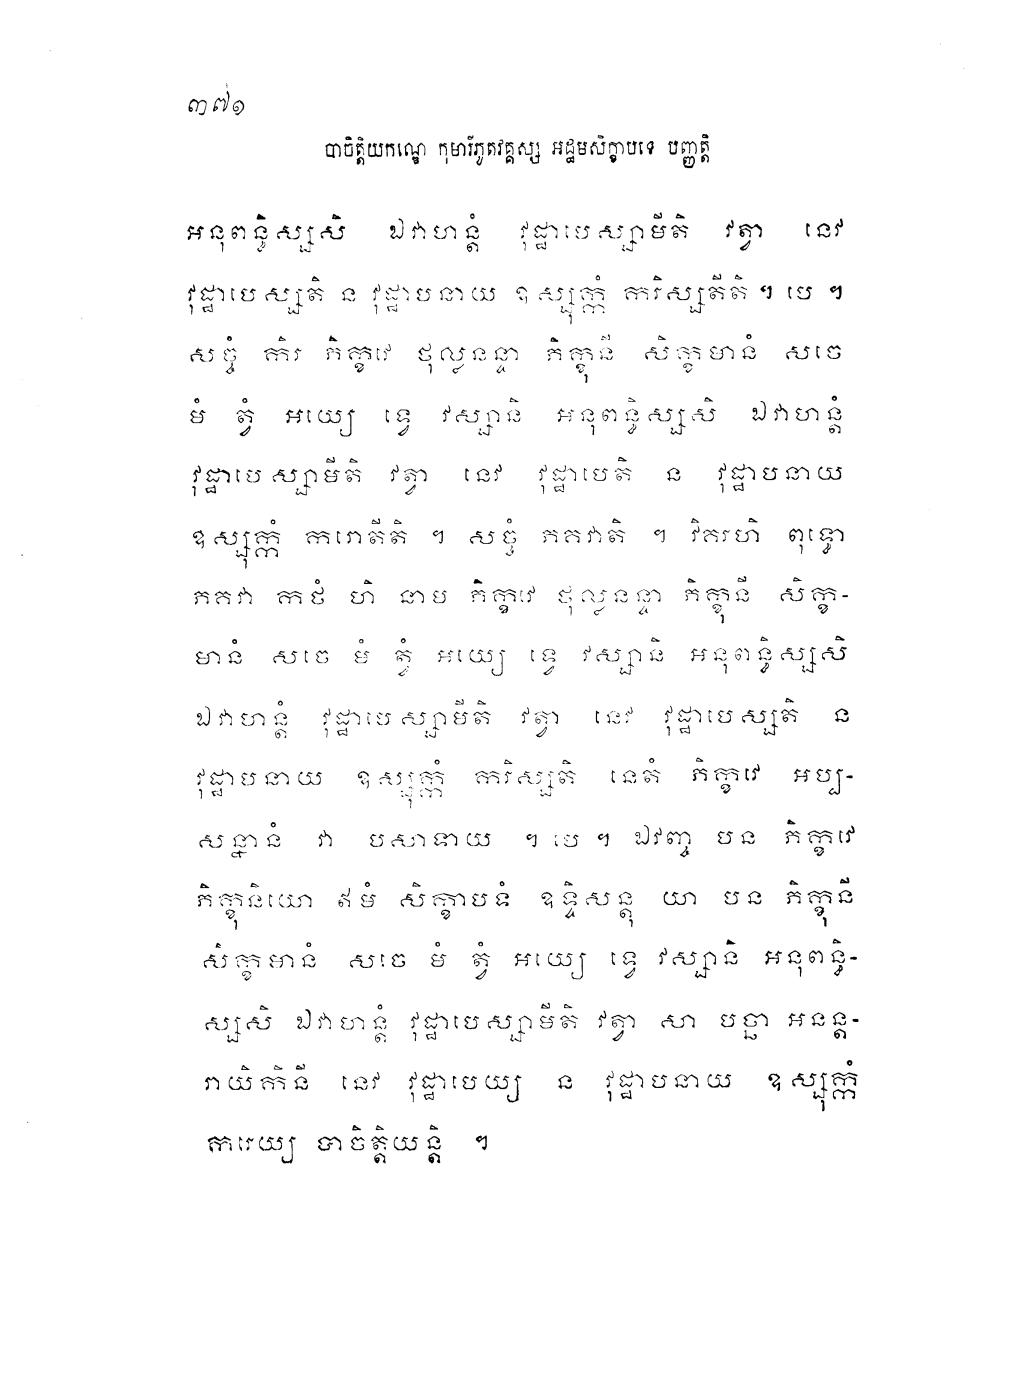 ៣៧១
បាចិត្តិយកណ្ឌេ កុមារីភូតវគ្គស្ស អដ្ឋមសិក្ខាបទេ បញ្ញត្តិ
អនុពន្ធិស្សសិ ឯវាហន្តំ វុដ្ឋាបេស្សាមីតិ វត្វា នេវ
វុដ្ឋាបេស្សតិ ន វុដ្ឋាបនាយ ឧស្សុក្កំ ករិស្សតីតិ ។ បេ ។
សច្ចំ កិរ ភិក្ខវេ ថុល្លនន្ទា ភិក្ខុនី សិក្ខមានំ សចេ
មំ ត្វំ អយ្យេ ទ្វេ វស្សានិ អនុពន្ធិស្សសិ ឯវាហន្តំ
វុដ្ឋាបេស្សាមីតិ វត្វា នេវ វុដ្ឋាបេតិ ន វុដ្ឋាបនាយ
ឧស្សុក្កំ ករោតីតិ ។ សច្ចំ ភគវាតិ ។ វិគរហិ ពុទ្ធោ
ភគវា កថំ ហិ នាម ភិក្ខវេ ថុល្លនន្ទា ភិក្ខុនី សិក្ខ-
មានំ សចេ មំ ត្វំ អយ្យេ ទ្វេ វស្សានិ អនុពន្ធិស្សសិ
ឯវាហន្តំ វុដ្ឋាបេស្សាមីតិ វត្វា នេវ វុដ្ឋាបេស្សតិ ន
វុដ្ឋាបនាយ ឧស្សុក្កំ ករិស្សតិ នេតំ ភិក្ខវេ អប្ប-
សន្នានំ វា បសាទាយ ។ បេ ។ ឯវញ្ច បន ភិក្ខវេ
ភិក្ខុនិយោ ឥមំ សិក្ខាបទំ ឧទ្ទិសន្តុ យា បន ភិក្ខុនី
សិក្ខមានំ សចេ មំ ត្វំ អយ្យេ ទ្វេ វស្សានិ អនុពន្ធិ-
ស្សសិ ឯវាហន្តំ វុដ្ឋាបេស្សាមីតិ វត្វា សា បច្ឆា អនន្ត-
រាយិកិនី នេវ វុដ្ឋាបេយ្យ ន វុដ្ឋាបនាយ ឧស្សុក្កំ
ករេយ្យ បាចិត្តិយន្តិ ។